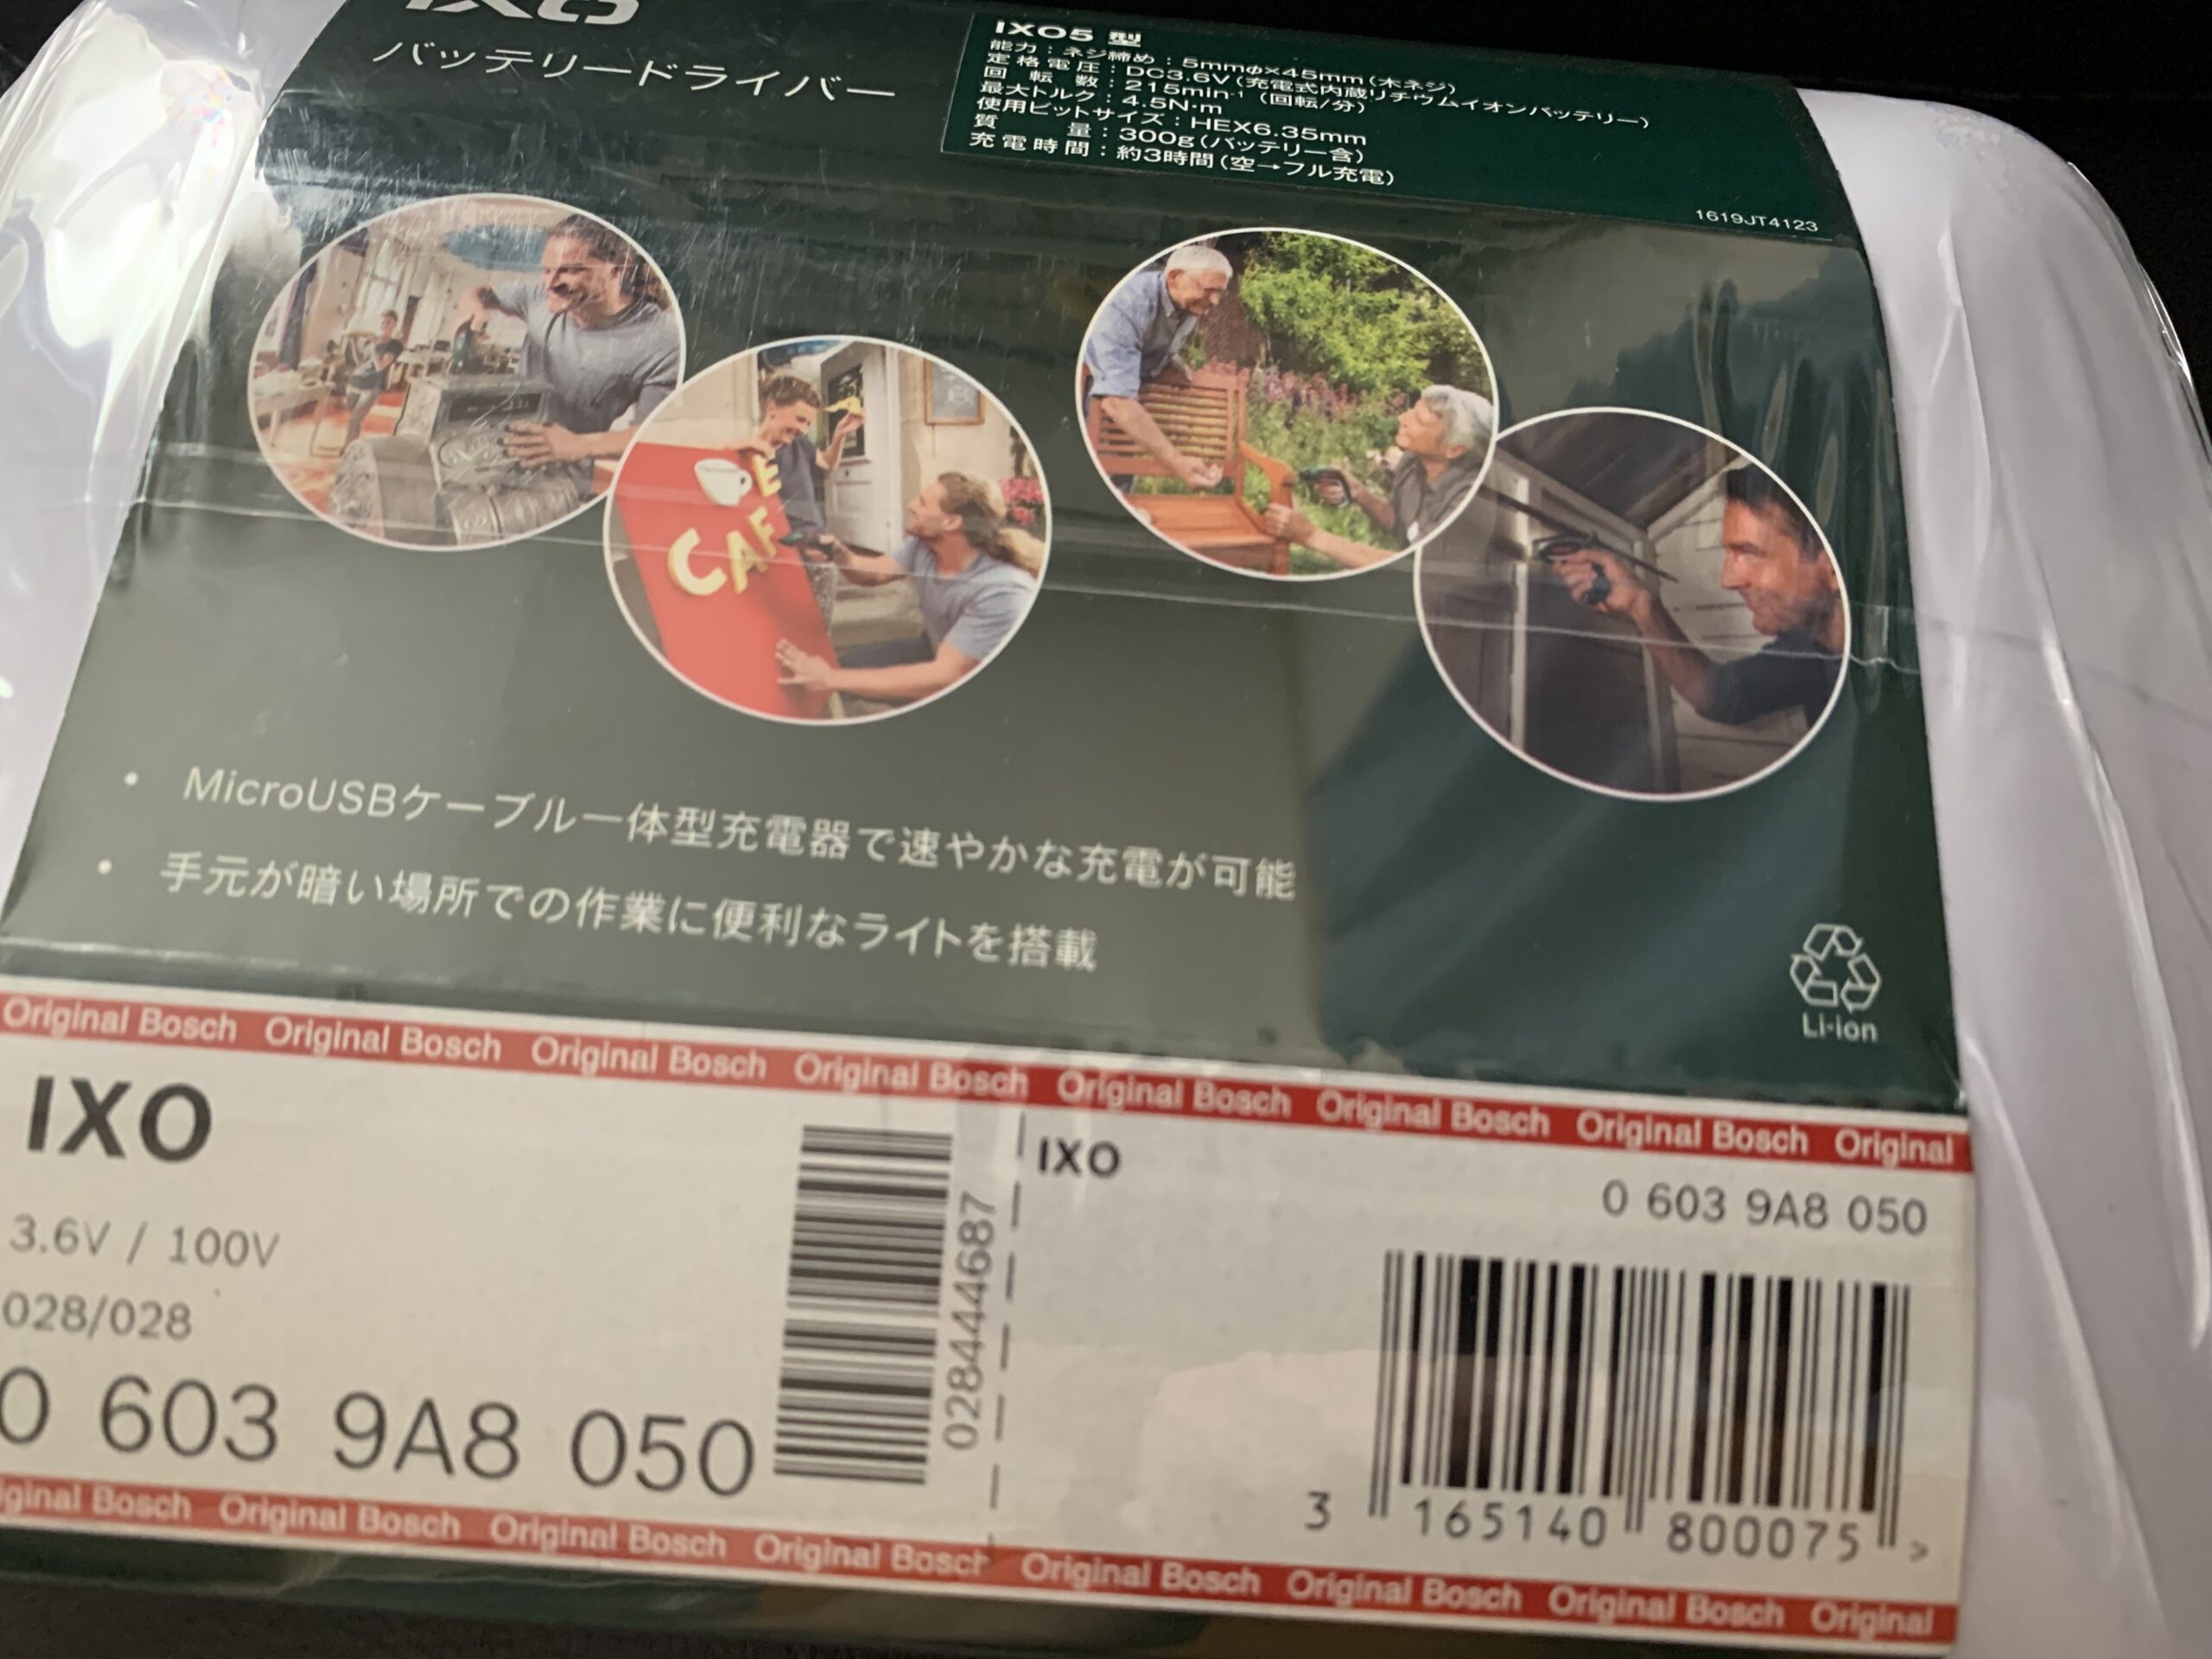 IXO
バッテリードライバー
IXO5 型
能力：ネジ締め：5mmφ×45mm(木ネジ)
定格電圧：DC3.6V(充電式内蔵リチウムイオンバッテリー)
回転数：215min⁻¹(回転/分)
最大トルク：4.5N·m
使用ビットサイズ：HEX6.35mm
質量：300g(バッテリー含)
充電時間：約3時間(空→フル充電)
1619JT4123
E
CAF
• MicroUSBケーブル一体型充電器で速やかな充電が可能
• 手元が暗い場所での作業に便利なライトを搭載
Li-ion
Original Bosch Original Bosch Original Bosch Original Bosch Original Bosch Original Bosch Original Bosch Original
IXO
3.6V / 100V
028/028
0 603 9A8 050
0284444687
IXO
0 603 9A8 050
3 165140 800075 >
ginal Bosch Original Bosch Original Bosch Original Bosch Original Bosch Original Bosch Original Bosch Original